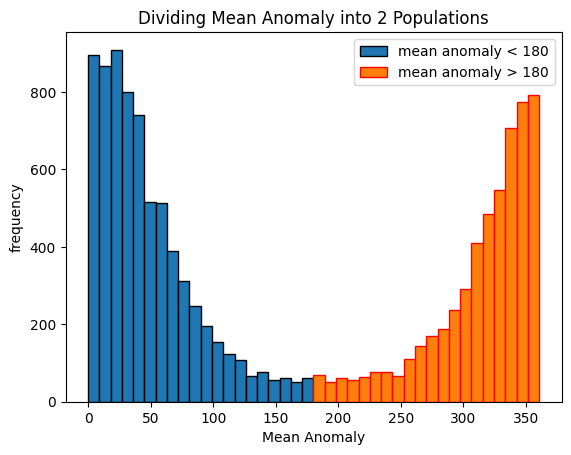 Dividing Mean Anomaly into 2 Populations
mean anomaly < 180
mean anomaly > 180
800
600
400
200
0
frequency
0 50 100 150 200 250 300 350
Mean Anomaly